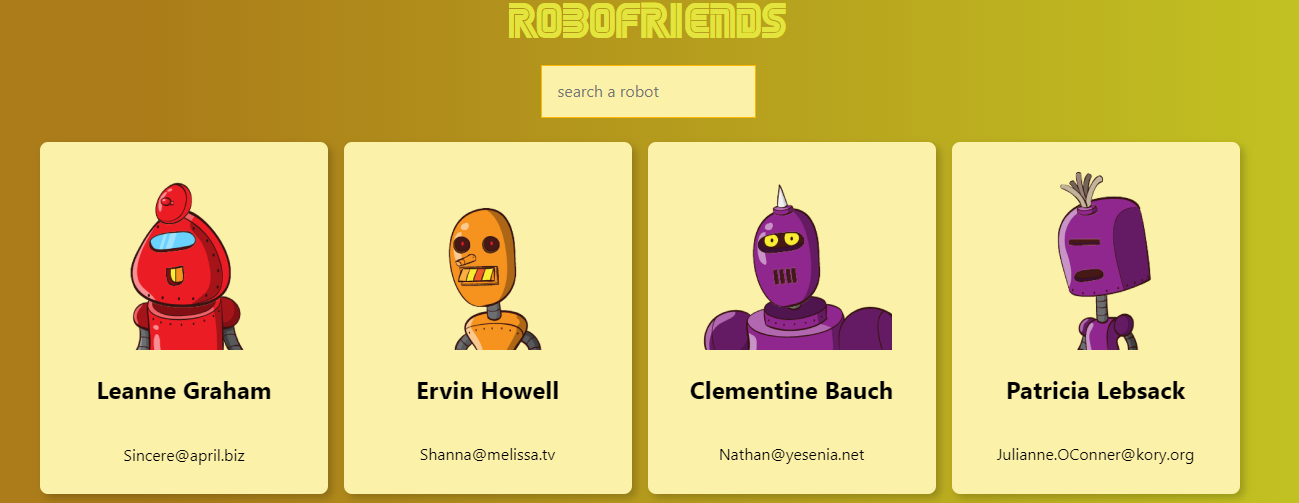 ROBOFRIENDS
search a robot
Leanne Graham
Sincere@april.biz
Ervin Howell
Shanna@melissa.tv
Clementine Bauch
Nathan@yesenia.net
Patricia Lebsack
Julianne.OConner@kory.org